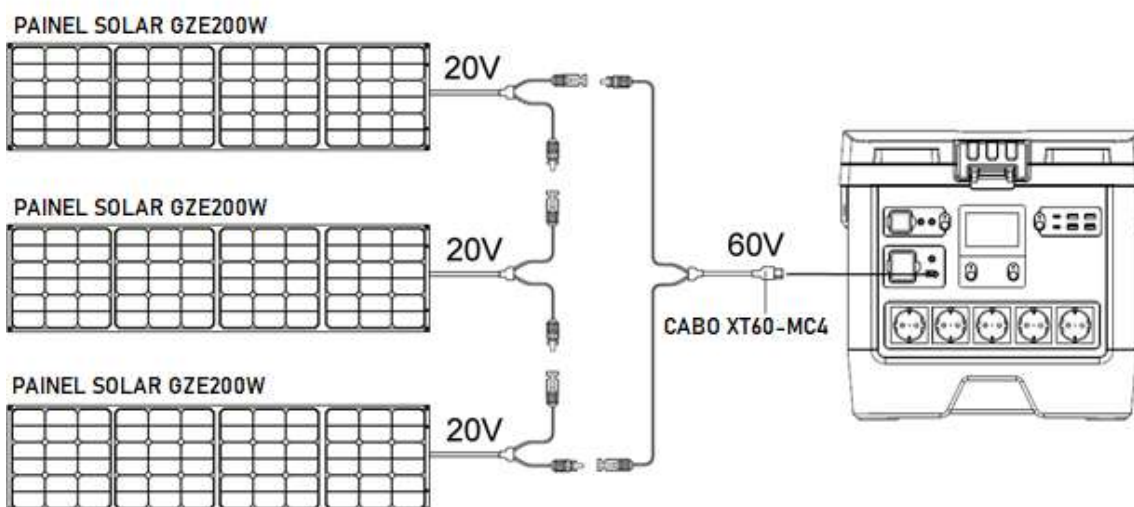 PAINEL SOLAR GZE200W
20V
PAINEL SOLAR GZE200W
20V
60V
CABO XT60-MC4
PAINEL SOLAR GZE200W
20V